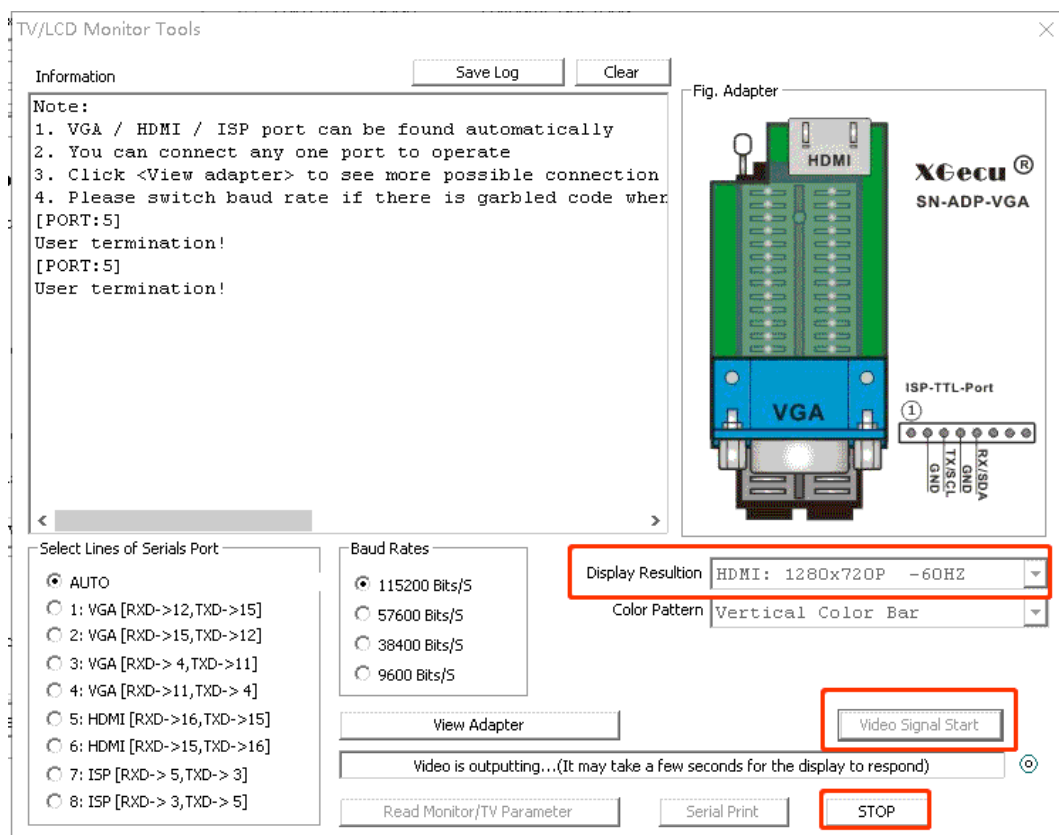 TV/LCD Monitor Tools
Information
Save Log
Clear
Note:
1. VGA / HDMI / ISP port can be found automatically
2. You can connect any one port to operate
3. Click <View adapter> to see more possible connection
4. Please switch baud rate if there is garbled code wher
[PORT:5]
User termination!
[PORT:5]
User termination!
Fig. Adapter
HDMI
XGecu ®
SN-ADP-VGA
VGA
ISP-TTL-Port
1
GND
TX/SCL
GND
RX/SDA
Select Lines of Serials Port
AUTO
1: VGA [RXD->12,TXD->15]
2: VGA [RXD->15,TXD->12]
3: VGA [RXD-> 4,TXD->11]
4: VGA [RXD->11,TXD-> 4]
5: HDMI [RXD->16,TXD->15]
6: HDMI [RXD->15,TXD->16]
7: ISP [RXD-> 5,TXD-> 3]
8: ISP [RXD-> 3,TXD-> 5]
Baud Rates
115200 Bits/S
57600 Bits/S
38400 Bits/S
9600 Bits/S
Display Resultion
HDMI: 1280x720P -60HZ
Color Pattern
Vertical Color Bar
View Adapter
Video Signal Start
Video is outputting...(It may take a few seconds for the display to respond)
Read Monitor/TV Parameter
Serial Print
STOP